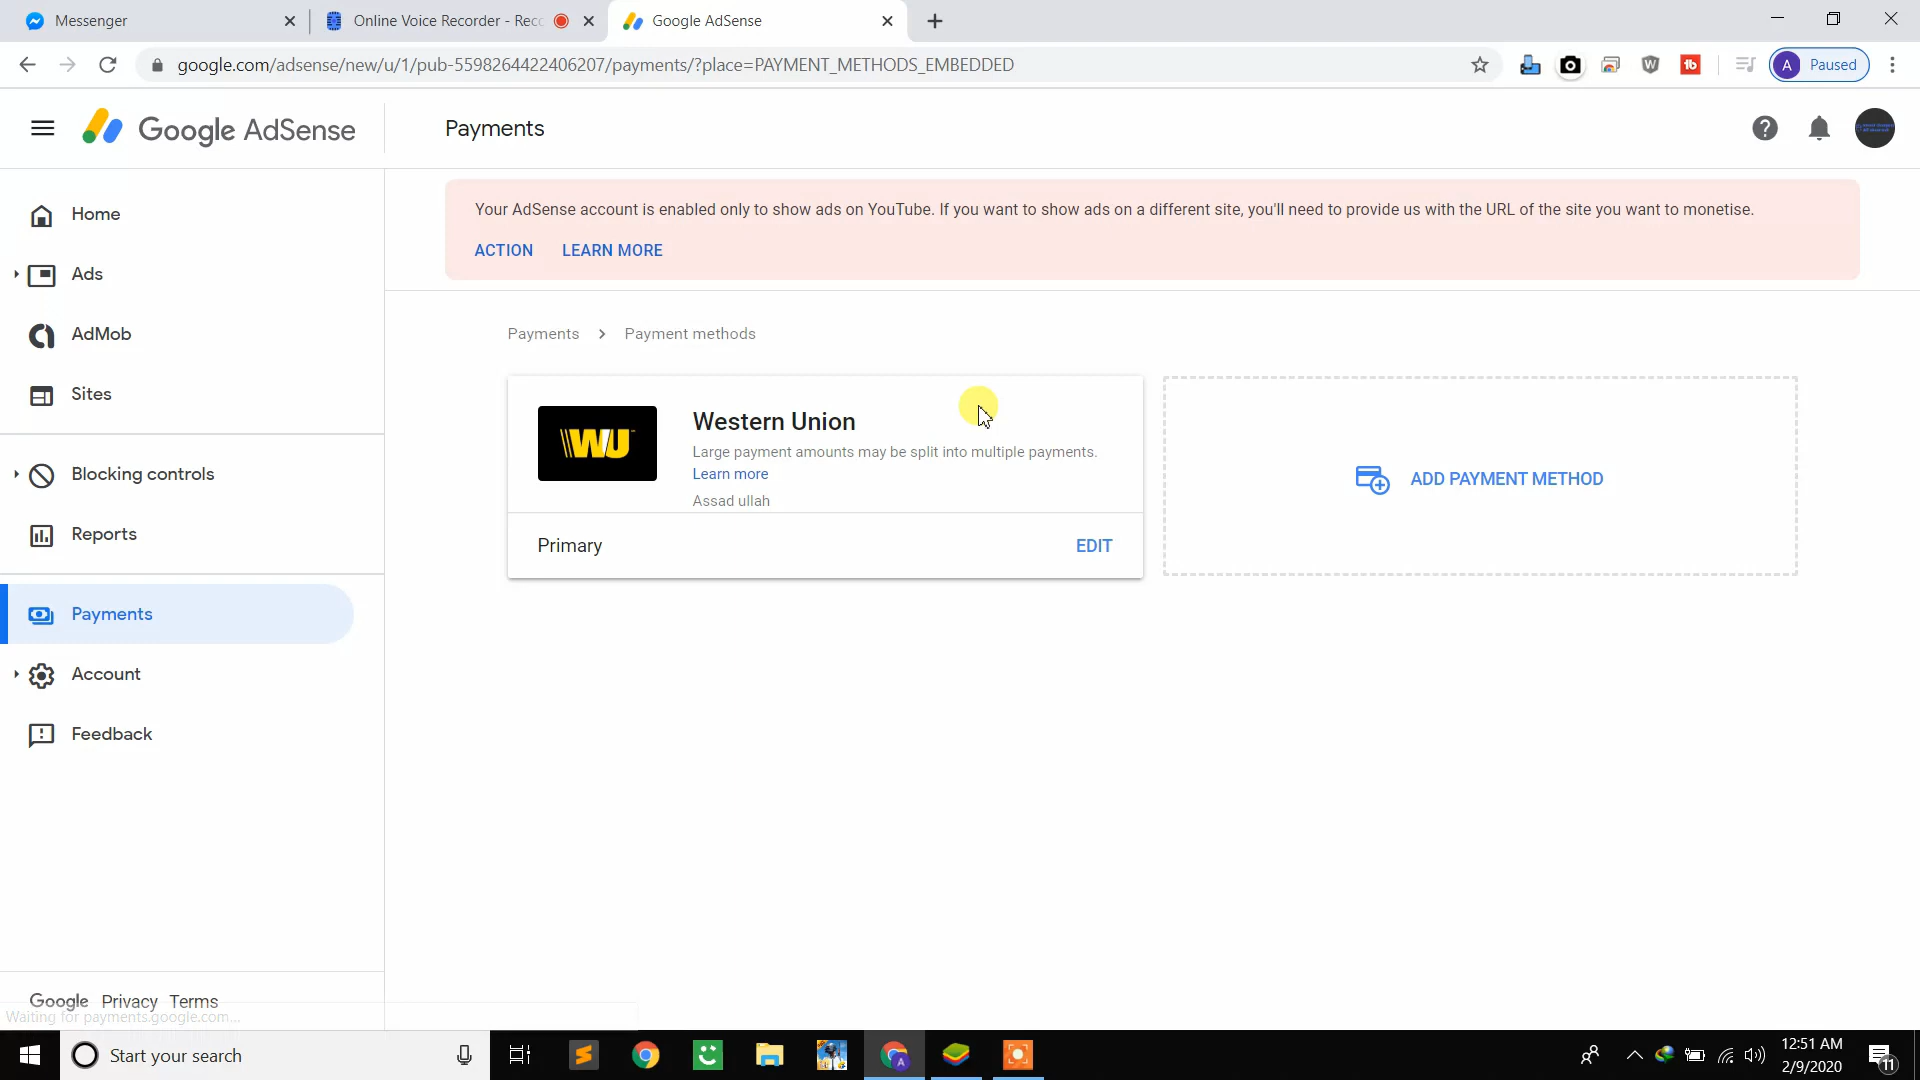 Messenger
Online Voice Recorder - Reco
Google AdSense
google.com/adsense/new/u/1/pub-5598264422406207/payments/?place=PAYMENT_METHODS_EMBEDDED
A Paused
Google AdSense
Payments
Your AdSense account is enabled only to show ads on YouTube. If you want to show ads on a different site, you'll need to provide us with the URL of the site you want to monetise.
ACTION LEARN MORE
Home
Ads
AdMob
Sites
Blocking controls
Reports
Payments
Account
Feedback
Payments > Payment methods
WU
Western Union
Large payment amounts may be split into multiple payments.
Learn more
Assad ullah
Primary
EDIT
ADD PAYMENT METHOD
Google Privacy Terms
Waiting for payments.google.com...
Start your search
12:51 AM
2/9/2020
11